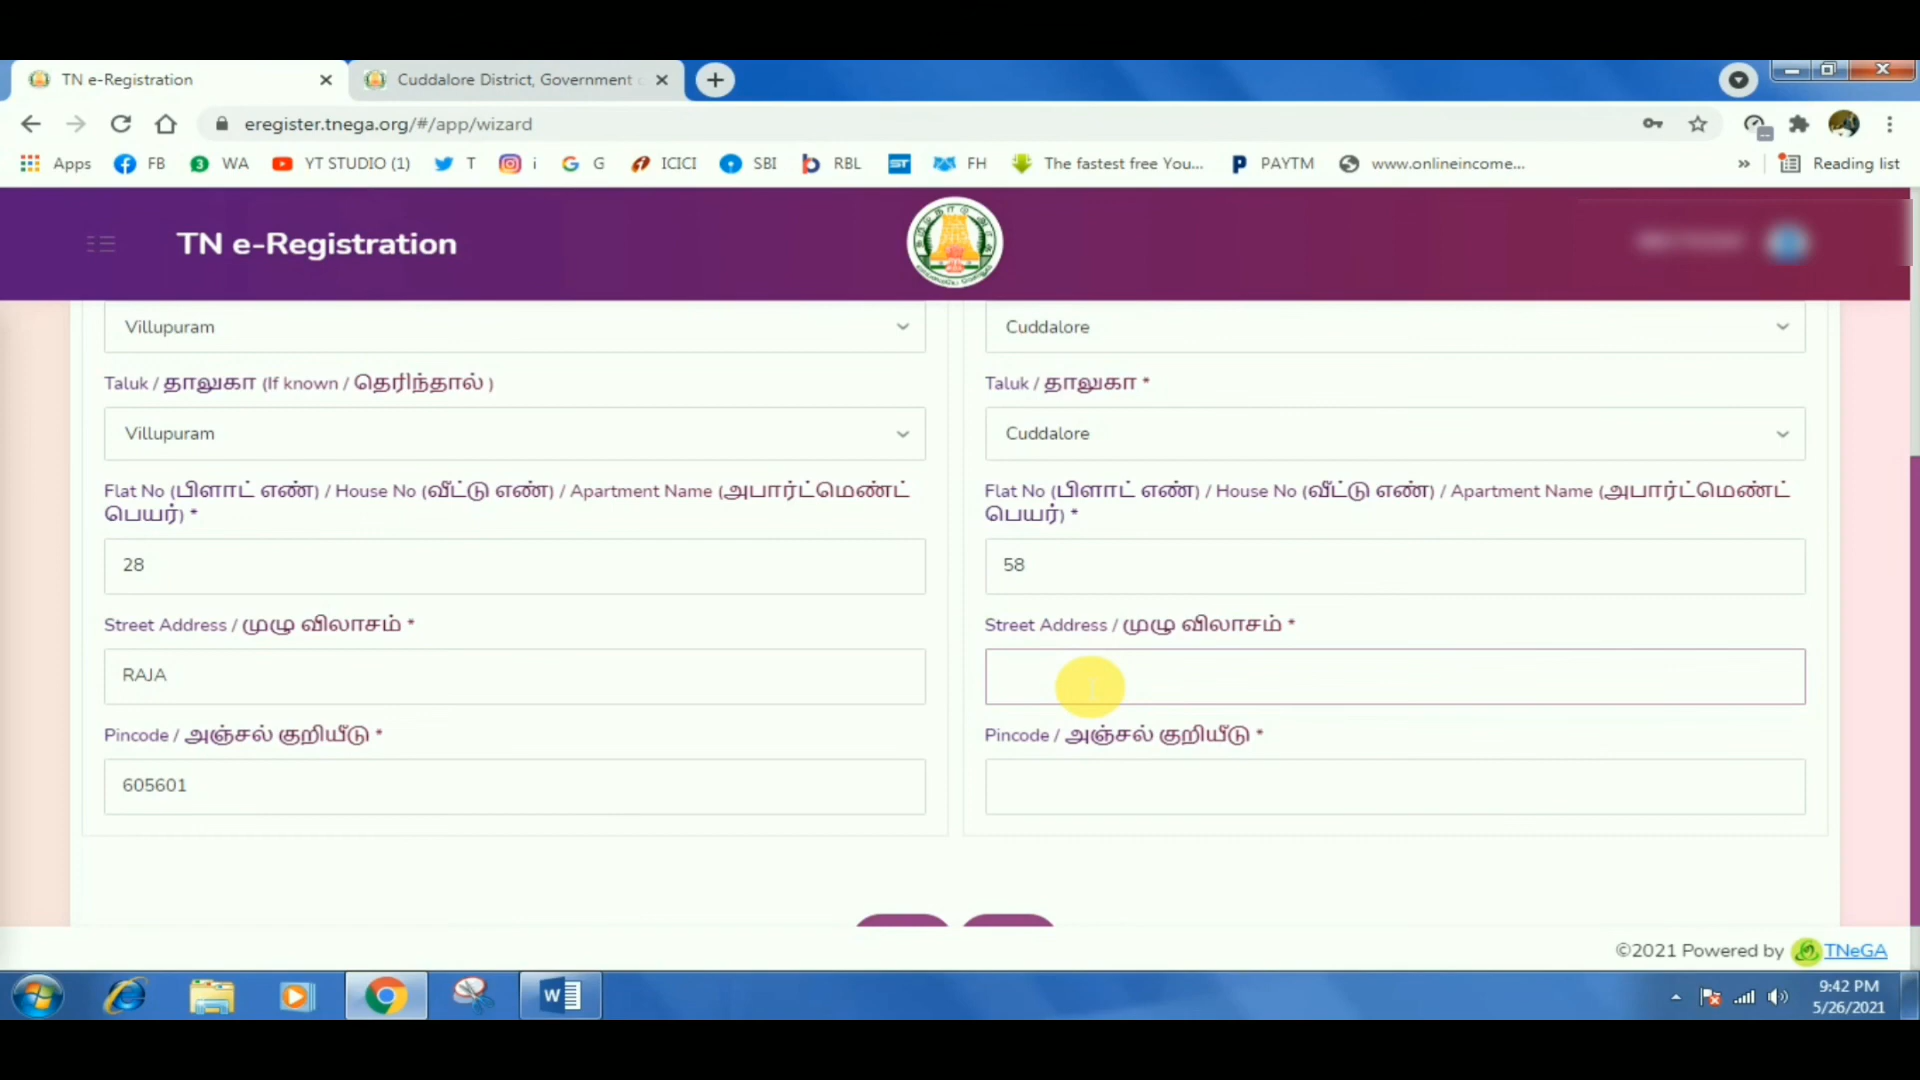 TN e-Registration
Cuddalore District, Government
eregister.tnega.org/#/app/wizard
Apps FB 3 WA YT STUDIO (1) T i G ICICI SBI RBL ST FH The fastest free You... PAYTM www.onlineincome... » Reading list
TN e-Registration
Villupuram
Cuddalore
Taluk / தாலுகா (If known / தெரிந்தால் )
Taluk / தாலுகா *
Villupuram
Cuddalore
Flat No (பிளாட் எண்) / House No (வீட்டு எண்) / Apartment Name (அபார்ட்மெண்ட்
பெயர்) *
Flat No (பிளாட் எண்) / House No (வீட்டு எண்) / Apartment Name (அபார்ட்மெண்ட்
பெயர்) *
28
58
Street Address / முழு விலாசம் *
Street Address / முழு விலாசம் *
RAJA
Pincode / அஞ்சல் குறியீடு *
Pincode / அஞ்சல் குறியீடு *
605601
©2021 Powered by TNeGA
W
9:42 PM
5/26/2021